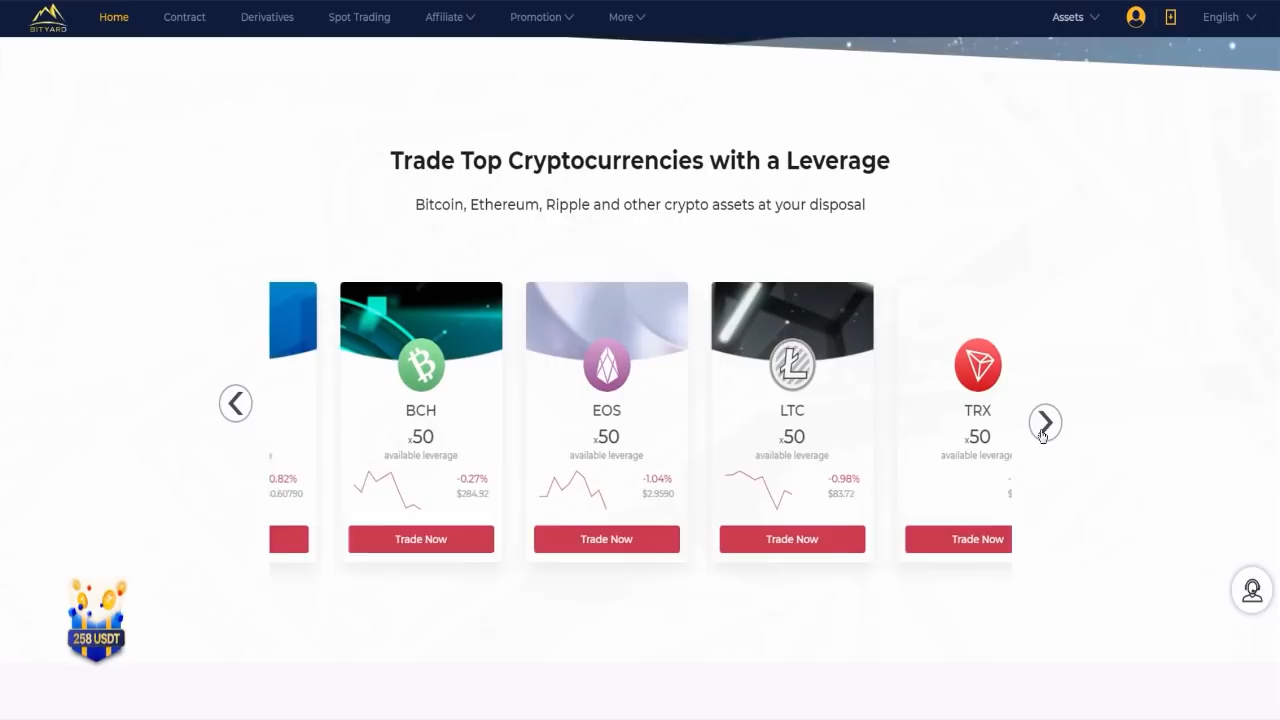 BITYARD
Home
Contract
Derivatives
Spot Trading
Affiliate
Promotion
More
Assets
English
Trade Top Cryptocurrencies with a Leverage
Bitcoin, Ethereum, Ripple and other crypto assets at your disposal
0.82%
0.60790
BCH
x50
available leverage
-0.27%
$284.92
Trade Now
EOS
x50
available leverage
-1.04%
$2.9590
Trade Now
LTC
x50
available leverage
-0.98%
$83.72
Trade Now
TRX
x50
available leverage
Trade Now
258 USDT